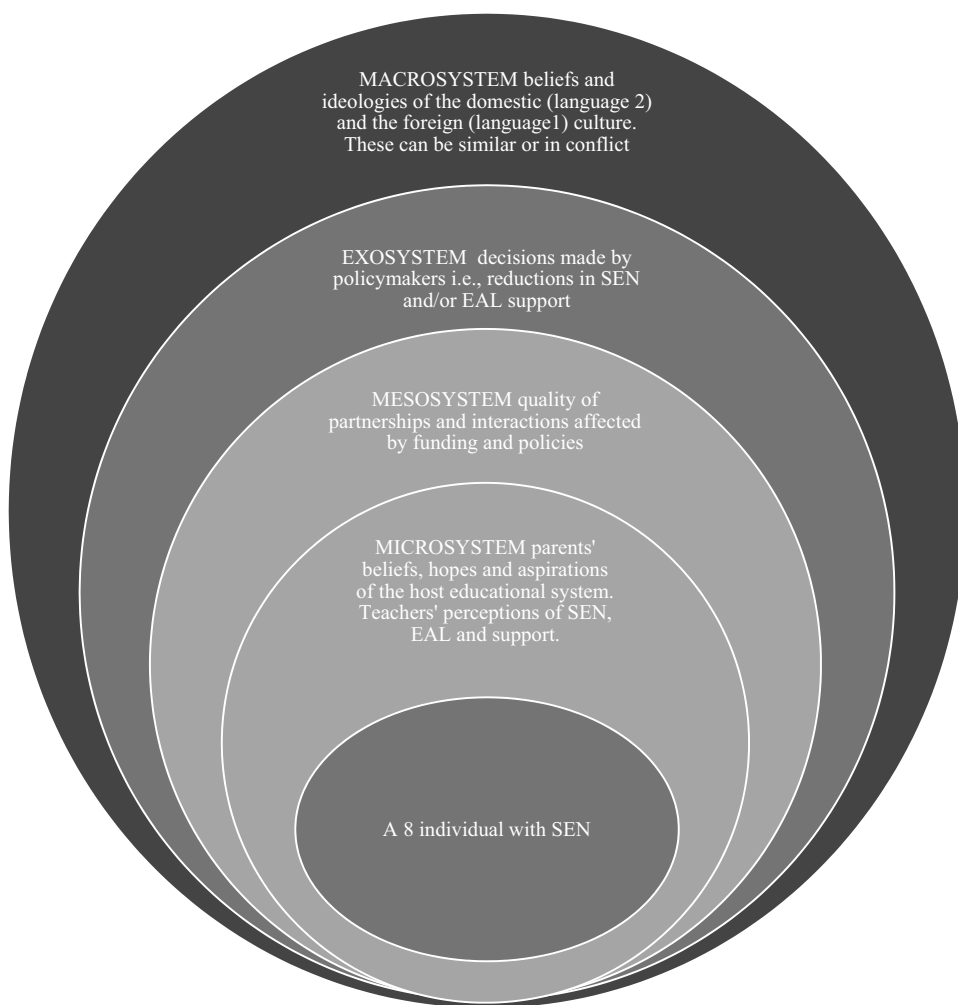 MACROSYSTEM beliefs and
ideologies of the domestic (language 2)
and the foreign (language1) culture.
These can be similar or in conflict
EXOSYSTEM decisions made by
policymakers i.e., reductions in SEN
and/or EAL support
MESOSYSTEM quality of
partnerships and interactions affected
by funding and policies
MICROSYSTEM parents'
beliefs, hopes and aspirations
of the host educational system.
Teachers' perceptions of SEN,
EAL and support.
A 8 individual with SEN